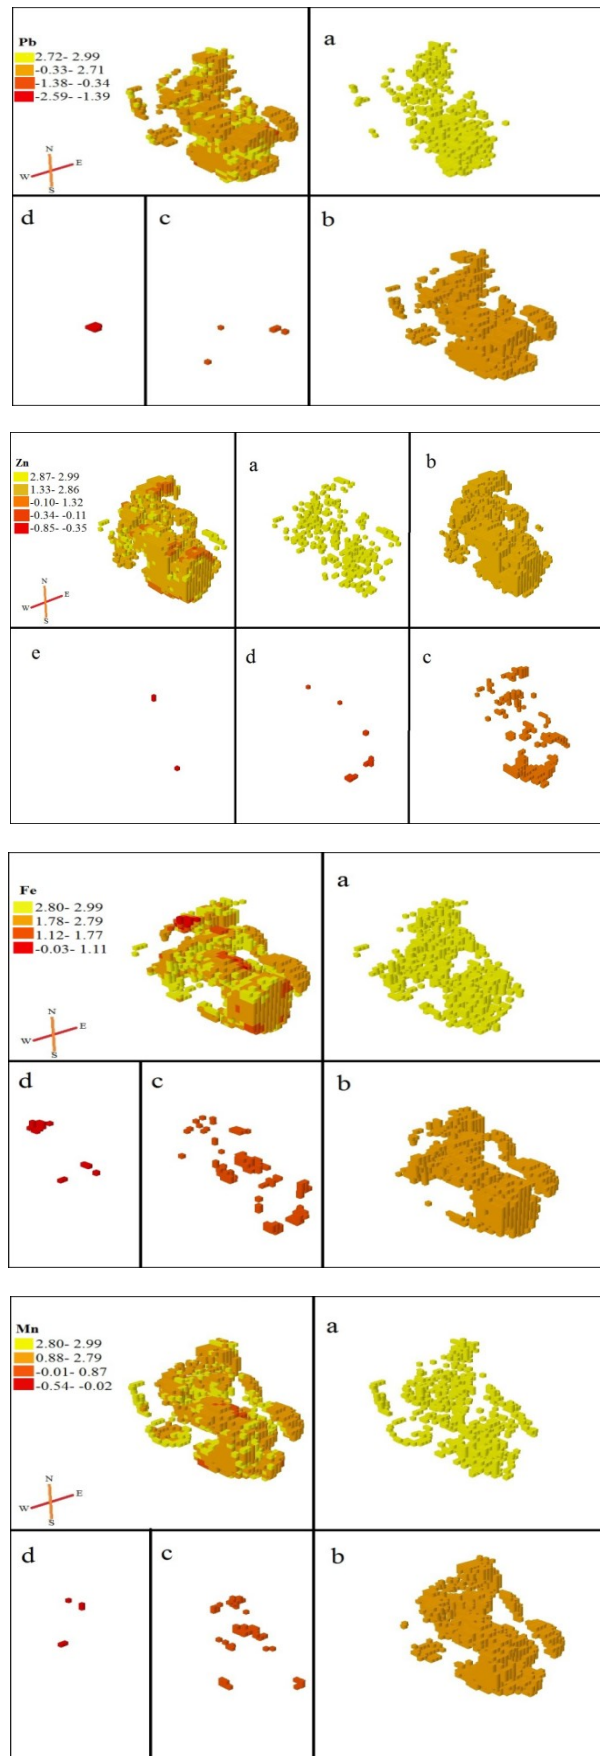 Pb
2.72- 2.99
-0.33- 2.71
-1.38- -0.34
-2.59- -1.39
N
E
W
S
a
d
c
b
Zn
2.87- 2.99
1.33- 2.86
-0.10- 1.32
-0.34- -0.11
-0.85- -0.35
N
E
W
S
a
b
e
d
c
Fe
2.80- 2.99
1.78- 2.79
1.12- 1.77
-0.03- 1.11
N
E
W
S
a
d
c
b
Mn
2.80- 2.99
0.88- 2.79
-0.01- 0.87
-0.54- -0.02
N
E
W
S
a
d
c
b